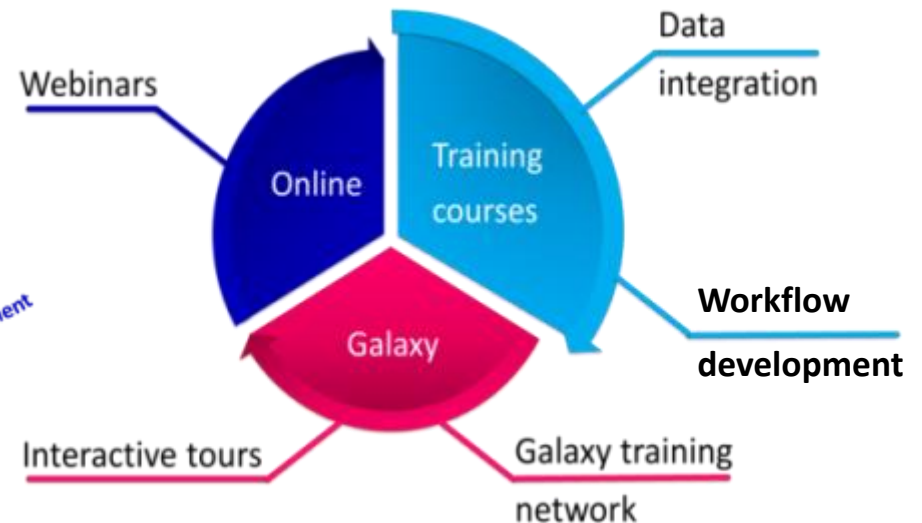 Data
integration
Webinars
Training
courses
Online
Workflow
development
Galaxy
Interactive tours
Galaxy training
network